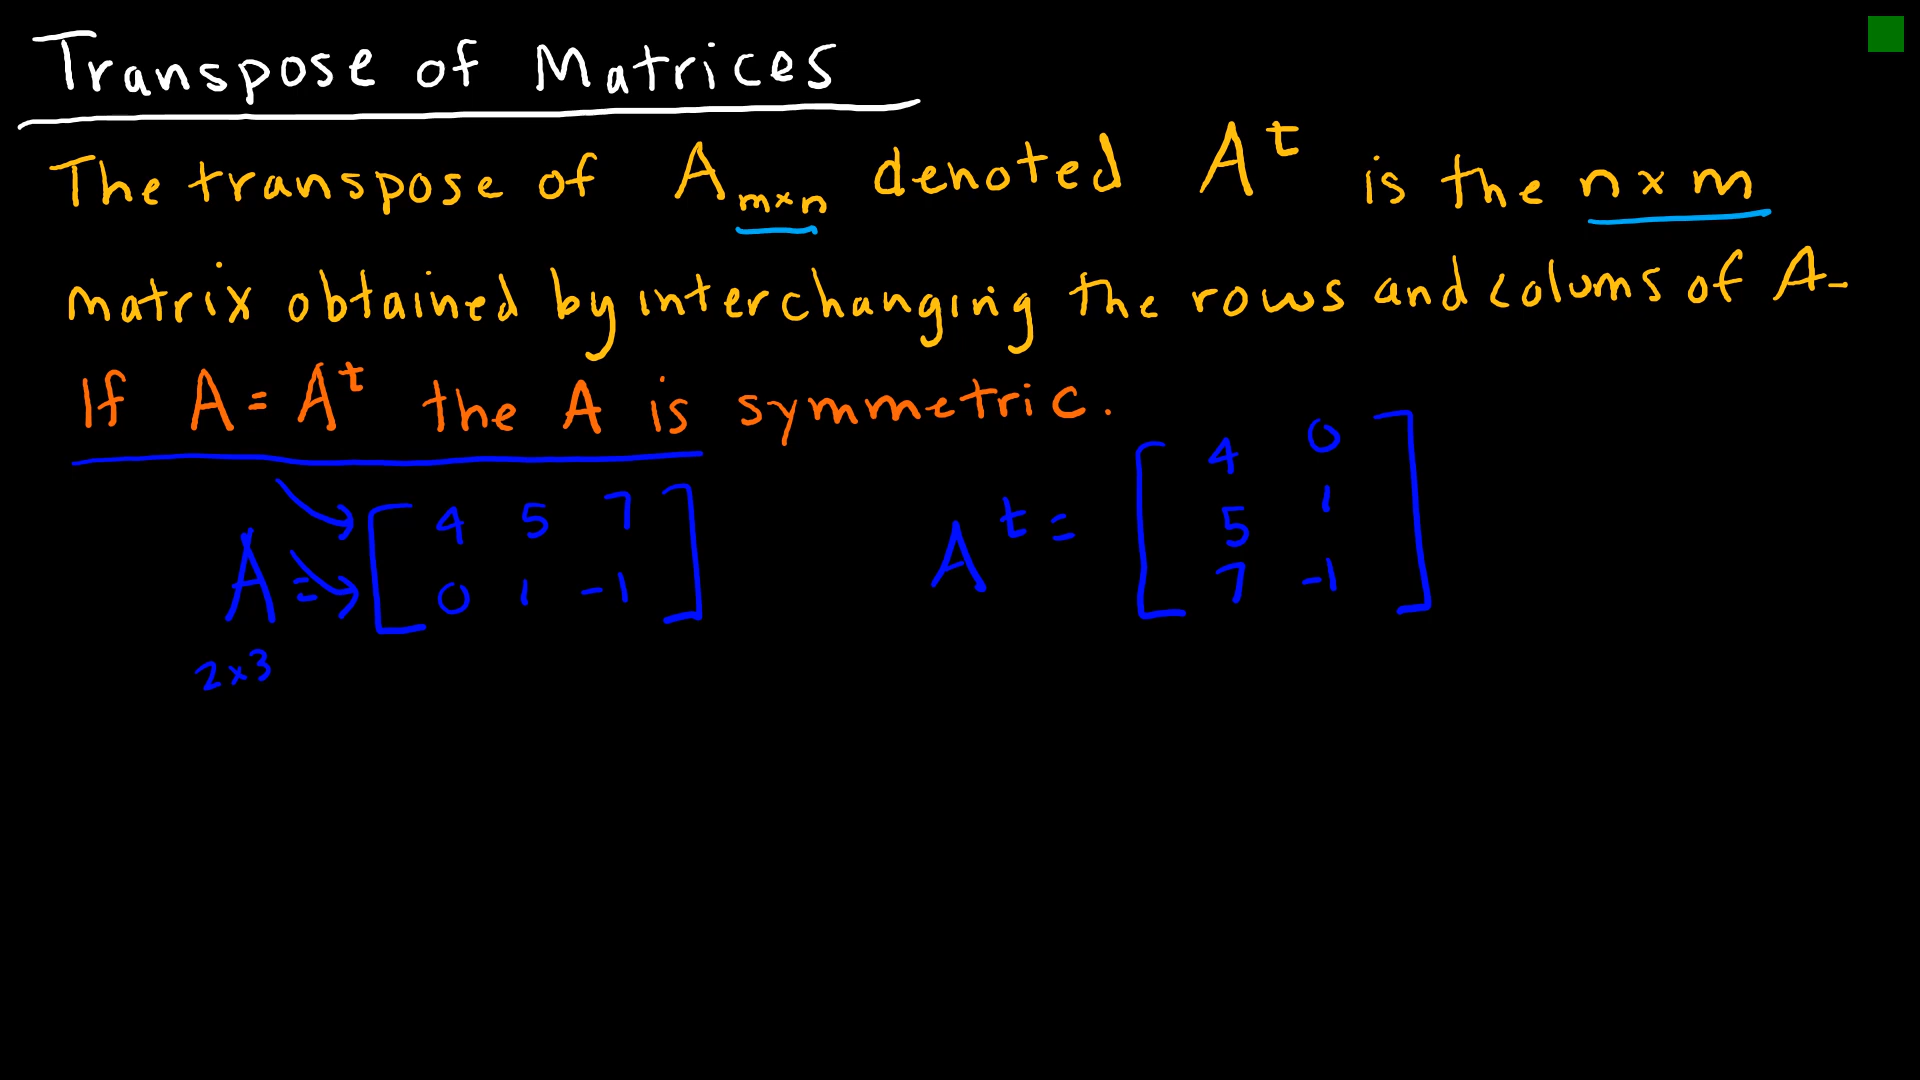 Transpose of Matrices
The transpose of A m×n denoted A^t is the n×m
matrix obtained by interchanging the rows and colums of A.
If A = A^t the A is symmetric.
A = [ 4 5 7
0 1 -1 ]
2×3
A^t = [ 4 0
5 1
7 -1 ]